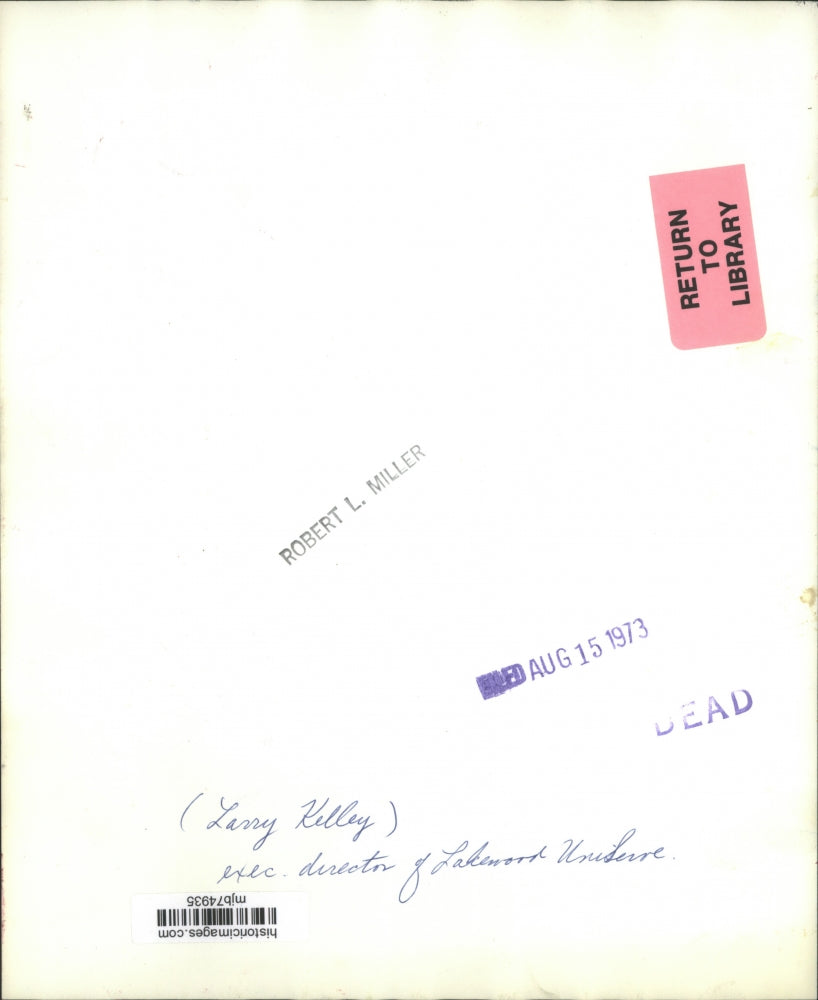 RETURN
TO
LIBRARY
ROBERT L. MILLER
AUG 15 1973
DEAD
(Larry Kelley)
exec. director of Lakewood UniServe.
mjb74935
historicimages.com